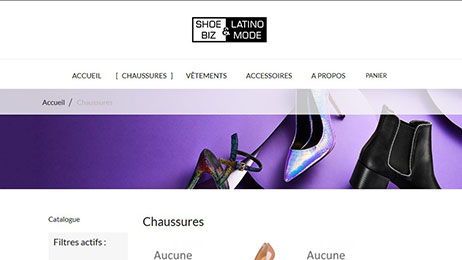 SHOE LATINO
BIZ & MODE
ACCUEIL [ CHAUSSURES ] VÊTEMENTS ACCESSOIRES A PROPOS PANIER
Accueil / Chaussures
Catalogue
Chaussures
Filtres actifs :
Aucune Aucune